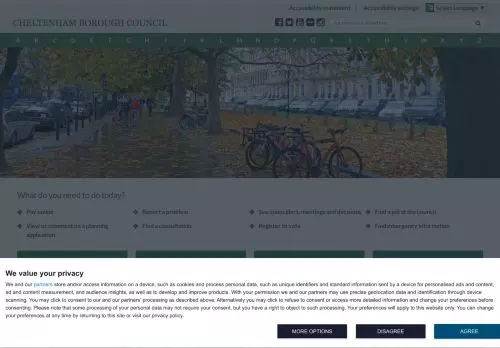 Accessibility statement | Accessibility settings Select Language
CHELTENHAM BOROUGH COUNCIL
What do you need to do today?
Pay online Report a problem See councillors, meetings and decisions Find a job at the council
View or comment on a planning application Find a consultation Register to vote Find emergency information
We value your privacy
We and our partners store and/or access information on a device, such as cookies and process personal data, such as unique identifiers and standard information sent by a device for personalised ads and content,
ad and content measurement, and audience insights, as well as to develop and improve products. With your permission we and our partners may use precise geolocation data and identification through device
scanning. You may click to consent to our and our partners' processing as described above. Alternatively you may click to refuse to consent or access more detailed information and change your preferences before
consenting. Please note that some processing of your personal data may not require your consent, but you have a right to object to such processing. Your preferences will apply to this website only. You can change
your preferences at any time by returning to this site or visit our privacy policy.
MORE OPTIONS DISAGREE AGREE